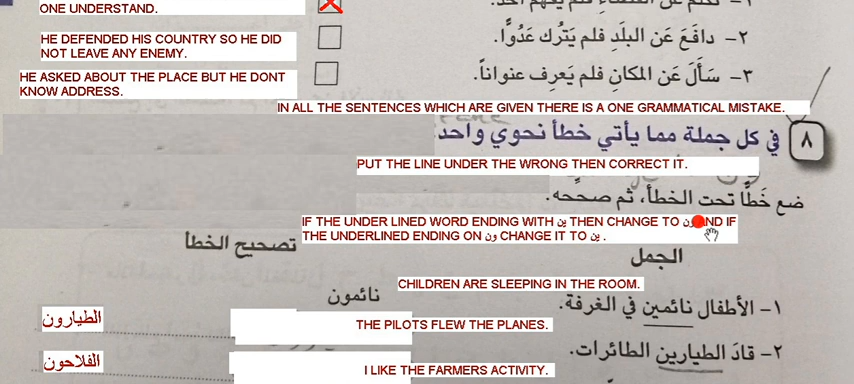 ONE UNDERSTAND.
HE DEFENDED HIS COUNTRY SO HE DID
NOT LEAVE ANY ENEMY.
٢- دافَعَ عَن البلَدِ فلم يَترُك عَدُوًّا.
HE ASKED ABOUT THE PLACE BUT HE DONT
KNOW ADDRESS.
٣- سَأَلَ عَن المكانِ فلم يَعرِف عنواناً.
IN ALL THE SENTENCES WHICH ARE GIVEN THERE IS A ONE GRAMMATICAL MISTAKE.
٨ في كل جملة مما يأتي خطأ نحوي واحد:
PUT THE LINE UNDER THE WRONG THEN CORRECT IT.
ضع خَطًّا تحت الخطأ، ثم صححه.
IF THE UNDER LINED WORD ENDING WITH ين THEN CHANGE TO ون AND IF
THE UNDERLINED ENDING ON ون CHANGE IT TO ين .
الجمل تصحيح الخطأ
CHILDREN ARE SLEEPING IN THE ROOM.
١- الأطفال نائمين في الغرفة. نائمون
THE PILOTS FLEW THE PLANES.
٢- قادَ الطيارين الطائرات. الطيارون
I LIKE THE FARMERS ACTIVITY.
الفلاحون